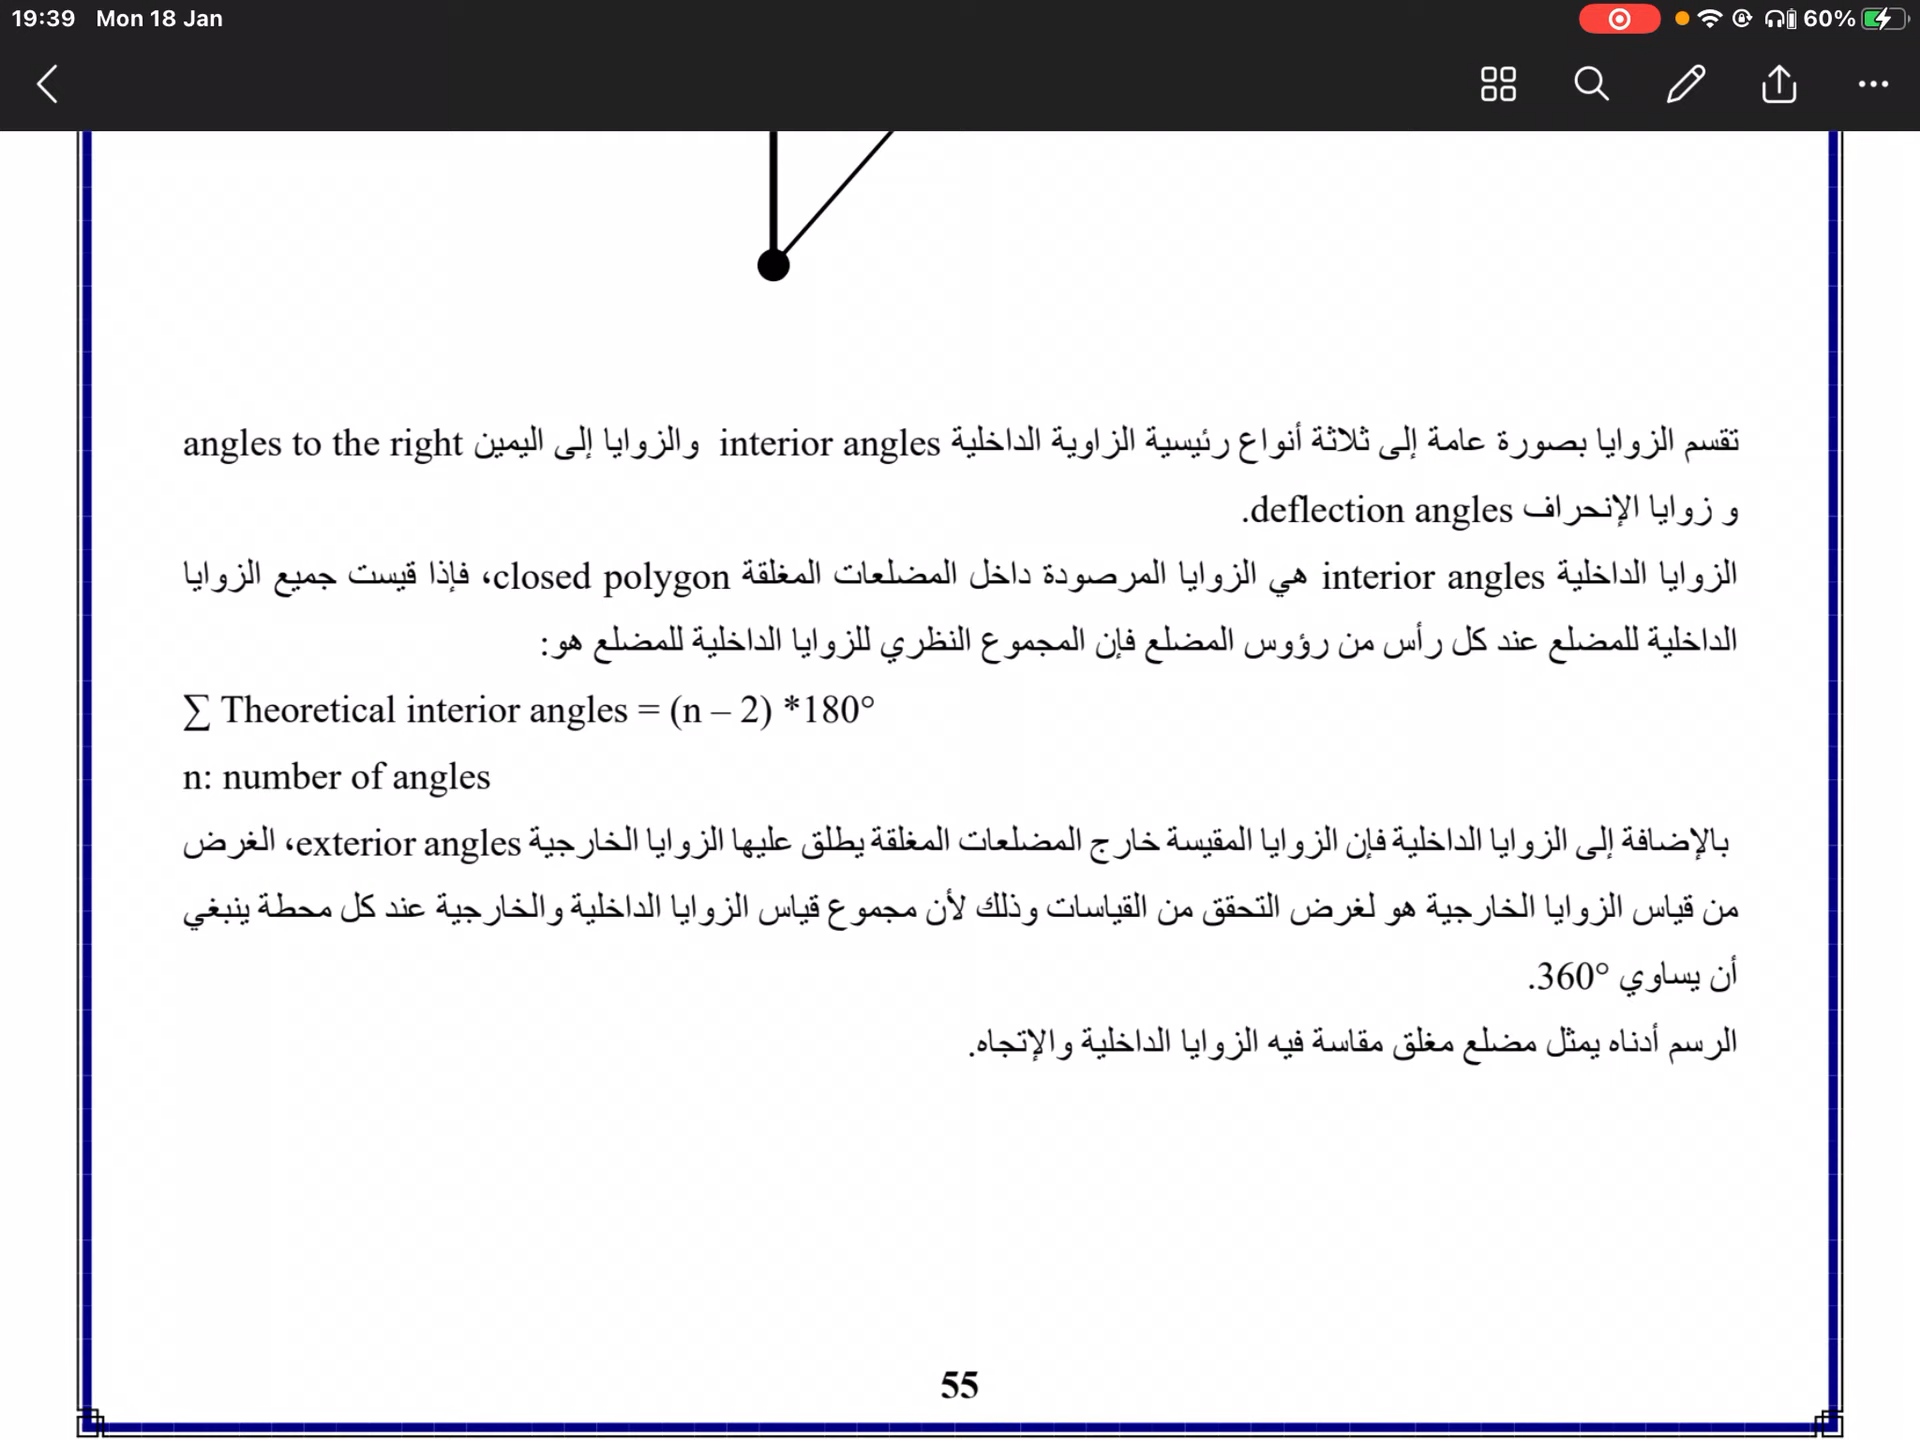 19:39 Mon 18 Jan 60%
تقسم الزوايا بصورة عامة إلى ثلاثة أنواع رئيسية الزاوية الداخلية interior angles والزوايا إلى اليمين angles to the right
و زوايا الإنحراف deflection angles.
الزوايا الداخلية interior angles هي الزوايا المرصودة داخل المضلعات المغلقة closed polygon، فإذا قيست جميع الزوايا
الداخلية للمضلع عند كل رأس من رؤوس المضلع فإن المجموع النظري للزوايا الداخلية للمضلع هو:
∑ Theoretical interior angles = (n – 2) *180°
n: number of angles
بالإضافة إلى الزوايا الداخلية فإن الزوايا المقيسة خارج المضلعات المغلقة يطلق عليها الزوايا الخارجية exterior angles، الغرض
من قياس الزوايا الخارجية هو لغرض التحقق من القياسات وذلك لأن مجموع قياس الزوايا الداخلية والخارجية عند كل محطة ينبغي
أن يساوي 360°.
الرسم أدناه يمثل مضلع مغلق مقاسة فيه الزوايا الداخلية والإتجاه.
55